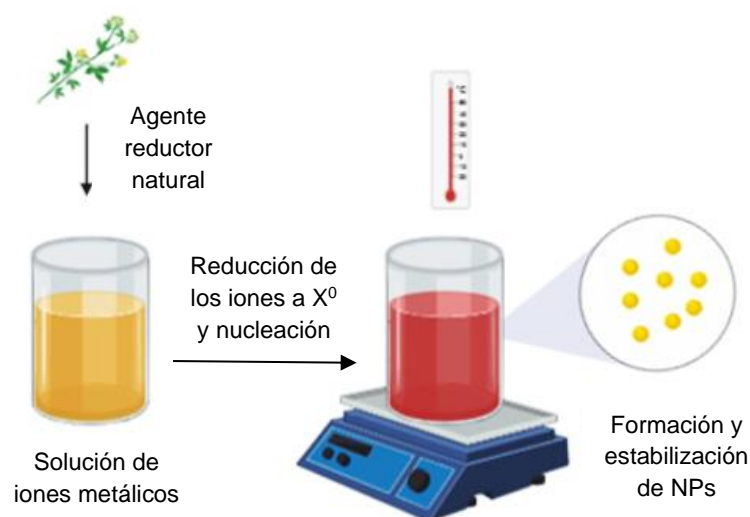 Agente
reductor
natural
Reducción de
los iones a X⁰
y nucleación
Solución de
iones metálicos
Formación y
estabilización
de NPs